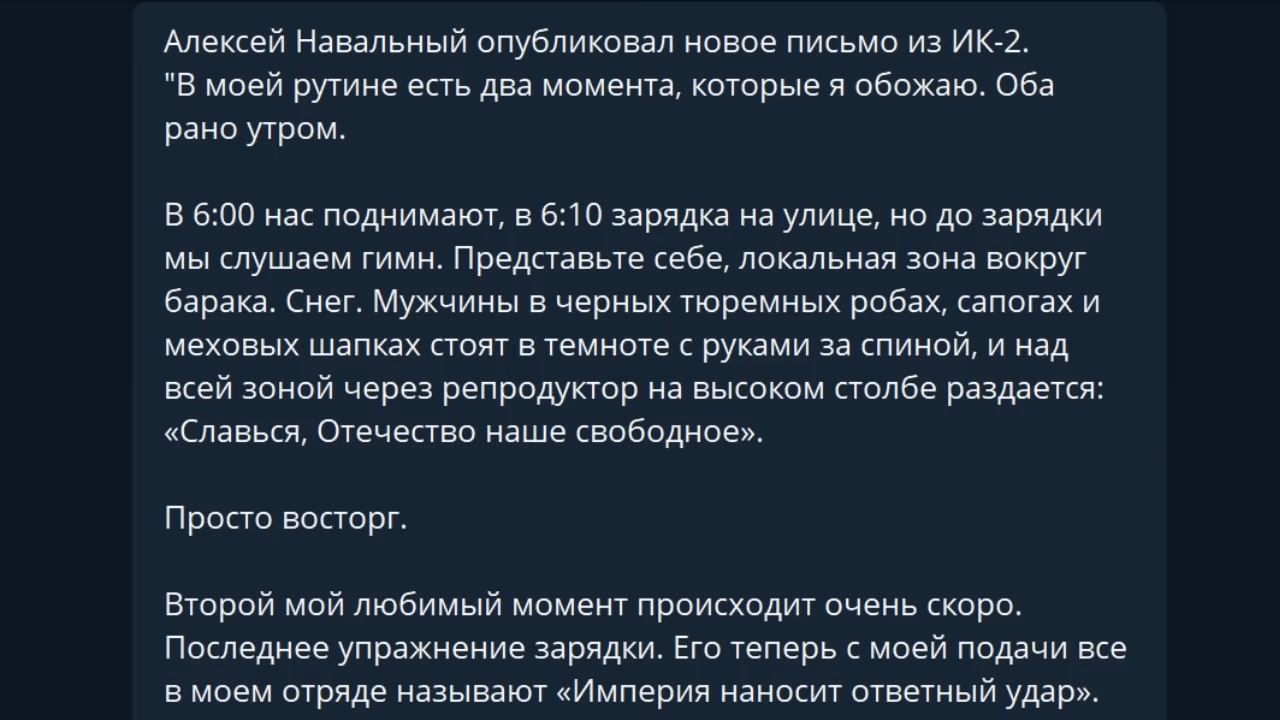 Алексей Навальный опубликовал новое письмо из ИК-2.
"В моей рутине есть два момента, которые я обожаю. Оба
рано утром.
В 6:00 нас поднимают, в 6:10 зарядка на улице, но до зарядки
мы слушаем гимн. Представьте себе, локальная зона вокруг
барака. Снег. Мужчины в черных тюремных робах, сапогах и
меховых шапках стоят в темноте с руками за спиной, и над
всей зоной через репродуктор на высоком столбе раздается:
«Славься, Отечество наше свободное».
Просто восторг.
Второй мой любимый момент происходит очень скоро.
Последнее упражнение зарядки. Его теперь с моей подачи все
в моем отряде называют «Империя наносит ответный удар».